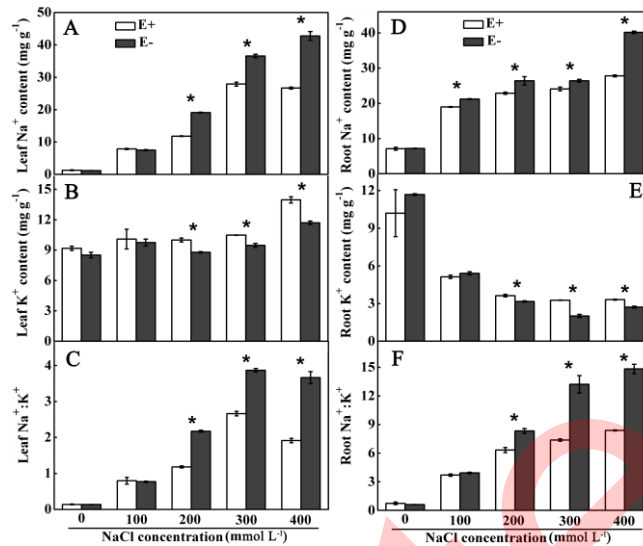 A
E+
E-
Leaf Na+ content (mg g-1)
50
40
30
20
10
0
*
*
*
B
Leaf K+ content (mg g-1)
15
12
9
6
3
0
*
*
*
C
Leaf Na+:K+
4
3
2
1
0
*
*
*
0 100 200 300 400
NaCl concentration (mmol L-1)
D
E+
E-
Root Na+ content (mg g-1)
40
30
20
10
0
*
*
*
*
E
Root K+ content (mg g-1)
12
9
6
3
0
*
*
*
F
Root Na+:K+
15
12
9
6
3
0
*
*
*
0 100 200 300 400
NaCl concentration (mmol L-1)